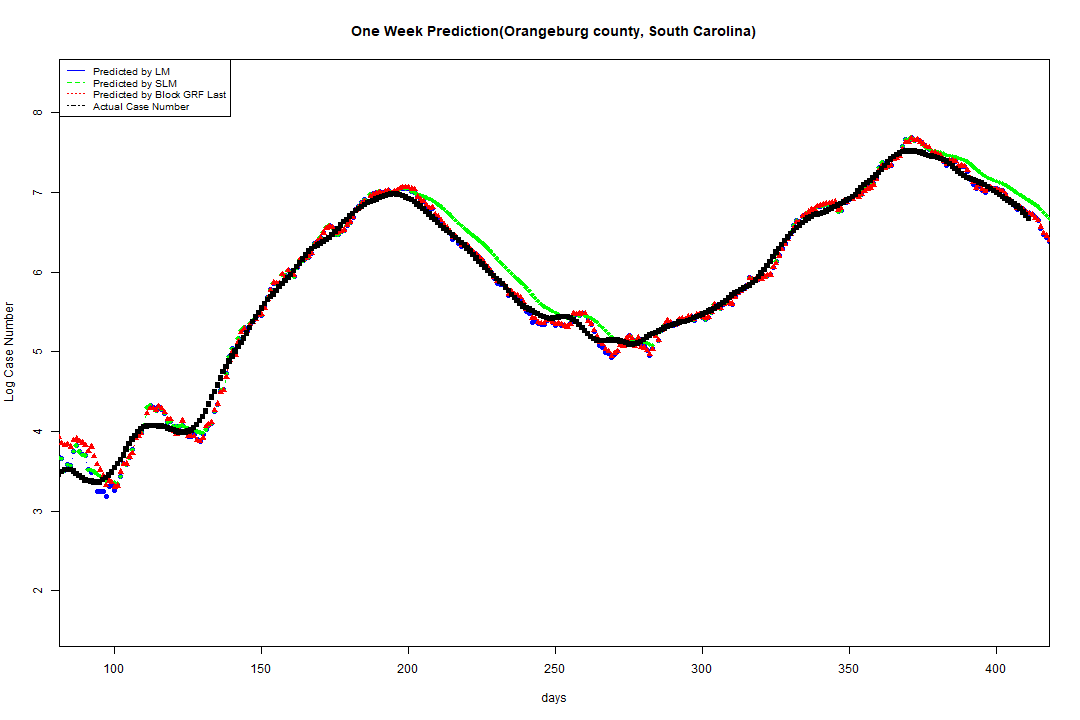 One Week Prediction(Orangeburg county, South Carolina)
Predicted by LM
Predicted by SLM
Predicted by Block GRF Last
Actual Case Number
Log Case Number
8
7
6
5
4
3
2
100 150 200 250 300 350 400
days